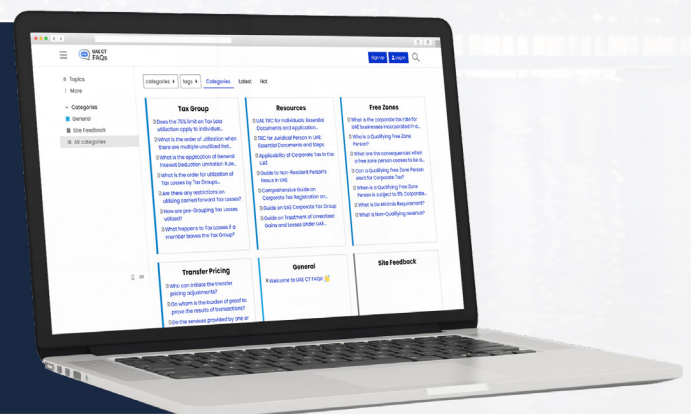 UAE CT
FAQs
Sign Up
Log In
Topics
More
Categories
General
Site Feedback
All categories
categories
tags
Categories
Latest
Hot
Tax Group
Does the 75% limit on Tax Loss
utilization apply to individual...
What is the order of utilization when
there are multiple unutilized Net...
What is the application of General
Interest Deduction Limitation Rule...
What is the order for utilization of
Tax Losses by Tax Groups...
Are there any restrictions on
utilizing carried forward Tax Losses?
How are pre-Grouping Tax Losses
utilized?
What happens to Tax Losses if a
member leaves the Tax Group?
Resources
UAE TRC for Individuals: Essential
Documents and Application...
TRC for Juridical Person in UAE:
Essential Documents and Steps
Applicability of Corporate Tax in the
UAE
Guide to Non-Resident Person's
Nexus in UAE
Comprehensive Guide on
Corporate Tax Registration on...
Guide on UAE Corporate Tax Group
Guide on Treatment of Unrealized
Gains and Losses Under UAE...
Free Zones
What is the corporate tax rate for
UAE businesses incorporated in a...
Who is a Qualifying Free Zone
Person?
What are the consequences when
a free zone person ceases to be a...
Can a Qualifying Free Zone Person
elect for Corporate Tax?
When is a Qualifying Free Zone
Person is subject to 9% Corporate...
What is De Minimis Requirement?
What is Non-Qualifying revenue?
Transfer Pricing
Who can initiate the transfer
pricing adjustments?
On whom is the burden of proof to
prove the results of transactions?
Do the services provided by one or
General
Welcome to UAE CT FAQs!
Site Feedback